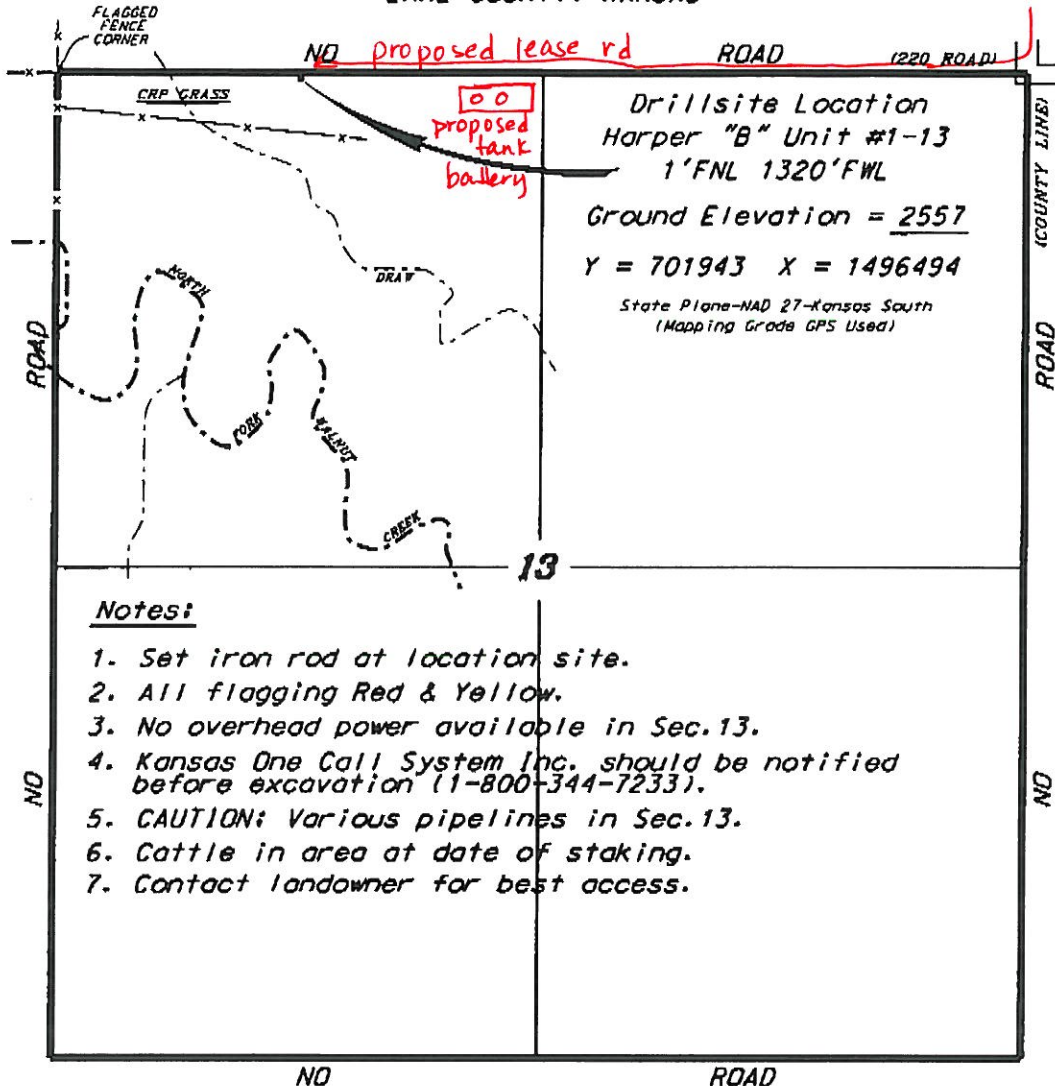 FLAGGED
FENCE
CORNER
NO proposed lease rd ROAD (220 ROAD)
CRP GRASS
o o
proposed
tank
battery
Drillsite Location
Harper "B" Unit #1-13
1'FNL 1320'FWL
Ground Elevation = 2557
Y = 701943 X = 1496494
State Plane-NAD 27-Kansas South
(Mapping Grade GPS Used)
(COUNTY LINE)
ROAD
ROAD
NORTH
DRAW
FORK
WALNUT
CREEK
13
Notes:
1. Set iron rod at location site.
2. All flagging Red & Yellow.
3. No overhead power available in Sec.13.
4. Kansas One Call System Inc. should be notified
before excavation (1-800-344-7233).
5. CAUTION: Various pipelines in Sec.13.
6. Cattle in area at date of staking.
7. Contact landowner for best access.
NO
NO
NO ROAD